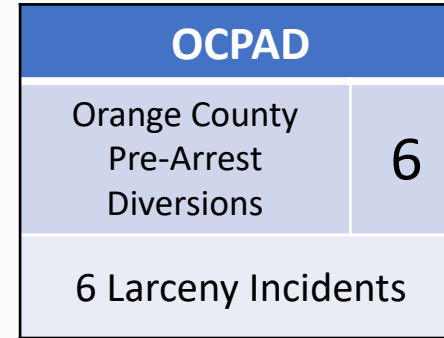 OCPAD
Orange County
Pre-Arrest
Diversions
6
6 Larceny Incidents